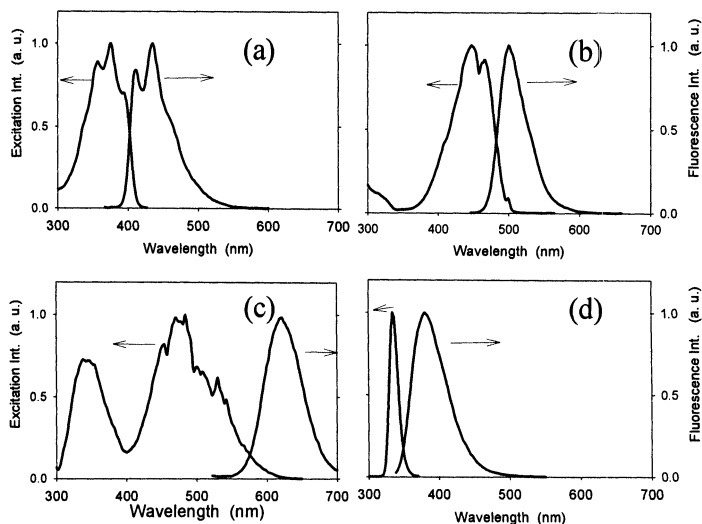 (a)
Excitation Int. (a. u.)
1.0
0.5
0.0
300 400 500 600 700
Wavelength (nm)
(b)
1.0
0.5
0.0
Fluorescence Int. (a. u.)
300 400 500 600 700
Wavelength (nm)
(c)
Excitation Int. (a. u.)
1.0
0.5
0.0
300 400 500 600 700
Wavelength (nm)
(d)
1.0
0.5
0.0
Fluorescence Int. (a. u.)
300 400 500 600 700
Wavelength (nm)